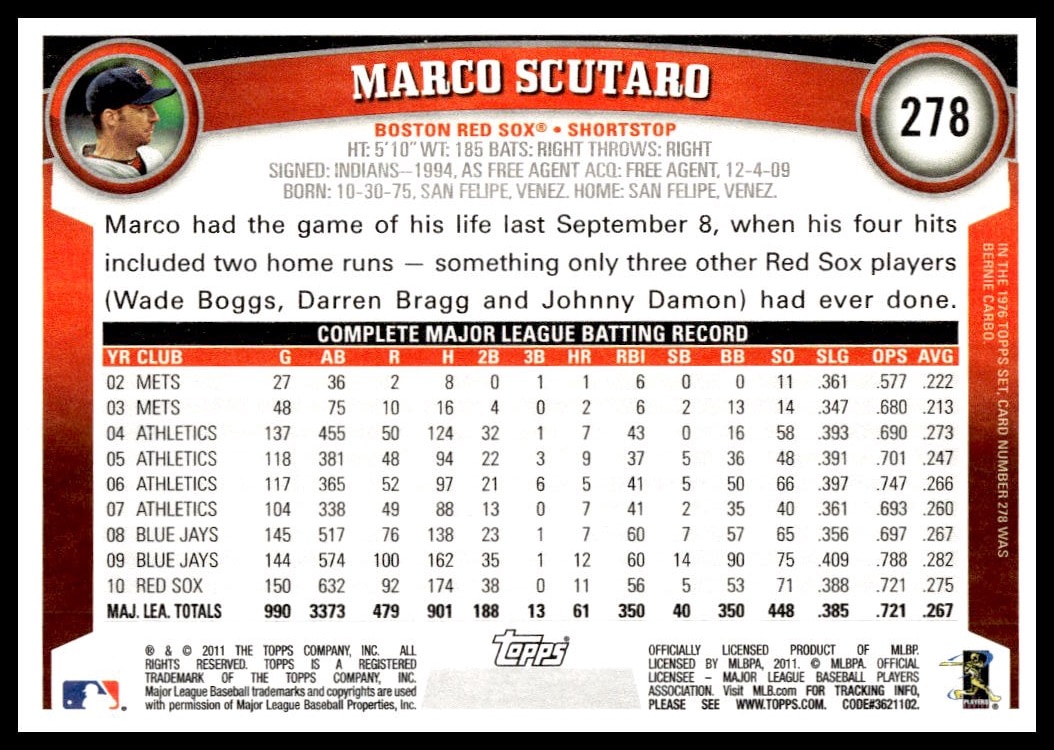 MARCO SCUTARO
278
BOSTON RED SOX® • SHORTSTOP
HT: 5'10" WT: 185 BATS: RIGHT THROWS: RIGHT
SIGNED: INDIANS--1994, AS FREE AGENT ACQ: FREE AGENT, 12-4-09
BORN: 10-30-75, SAN FELIPE, VENEZ. HOME: SAN FELIPE, VENEZ.
Marco had the game of his life last September 8, when his four hits
included two home runs — something only three other Red Sox players
(Wade Boggs, Darren Bragg and Johnny Damon) had ever done.
COMPLETE MAJOR LEAGUE BATTING RECORD
YR CLUB G AB R H 2B 3B HR RBI SB BB SO SLG OPS AVG
02 METS 27 36 2 8 0 1 1 6 0 0 11 .361 .577 .222
03 METS 48 75 10 16 4 0 2 6 2 13 14 .347 .680 .213
04 ATHLETICS 137 455 50 124 32 1 7 43 0 16 58 .393 .690 .273
05 ATHLETICS 118 381 48 94 22 3 9 37 5 36 48 .391 .701 .247
06 ATHLETICS 117 365 52 97 21 6 5 41 5 50 66 .397 .747 .266
07 ATHLETICS 104 338 49 88 13 0 7 41 2 35 40 .361 .693 .260
08 BLUE JAYS 145 517 76 138 23 1 7 60 7 57 65 .356 .697 .267
09 BLUE JAYS 144 574 100 162 35 1 12 60 14 90 75 .409 .788 .282
10 RED SOX 150 632 92 174 38 0 11 56 5 53 71 .388 .721 .275
MAJ. LEA. TOTALS 990 3373 479 901 188 13 61 350 40 350 448 .385 .721 .267
IN THE 1976 TOPPS SET, CARD NUMBER 278 WAS
BERNIE CARBO.
® & © 2011 THE TOPPS COMPANY, INC. ALL
RIGHTS RESERVED. TOPPS IS A REGISTERED
TRADEMARK OF THE TOPPS COMPANY, INC.
Major League Baseball trademarks and copyrights are used
with permission of Major League Baseball Properties, Inc.
Topps®
OFFICIALLY LICENSED PRODUCT OF MLBP.
LICENSED BY MLBPA, 2011. © MLBPA. OFFICIAL
LICENSEE – MAJOR LEAGUE BASEBALL PLAYERS
ASSOCIATION. Visit MLB.com FOR TRACKING INFO,
PLEASE SEE WWW.TOPPS.COM. CODE#3621102.
PLAYERS